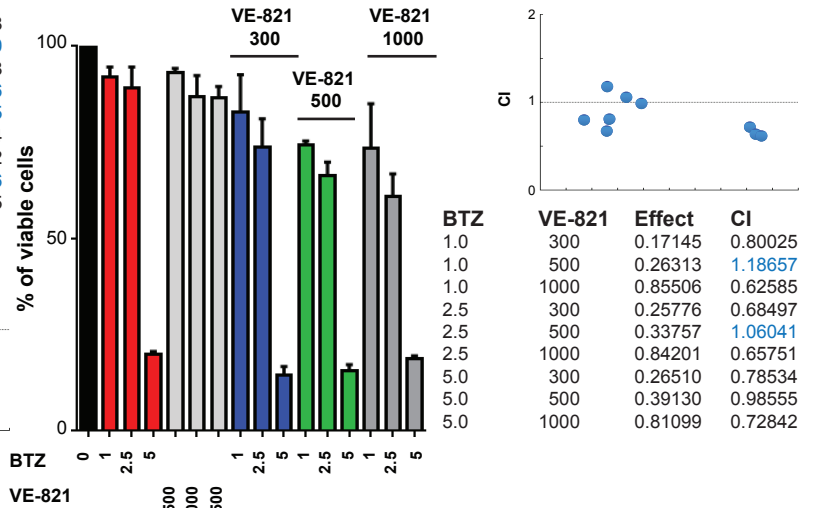 VE-821
300
VE-821
1000
VE-821
500
100
50
0
% of viable cells
BTZ
0 1 2.5 5 1 2.5 5 1 2.5 5 1 2.5 5
VE-821
2
1
0
CI
BTZ VE-821 Effect CI
1.0 300 0.17145 0.80025
1.0 500 0.26313 1.18657
1.0 1000 0.85506 0.62585
2.5 300 0.25776 0.68497
2.5 500 0.33757 1.06041
2.5 1000 0.84201 0.65751
5.0 300 0.26510 0.78534
5.0 500 0.39130 0.98555
5.0 1000 0.81099 0.72842